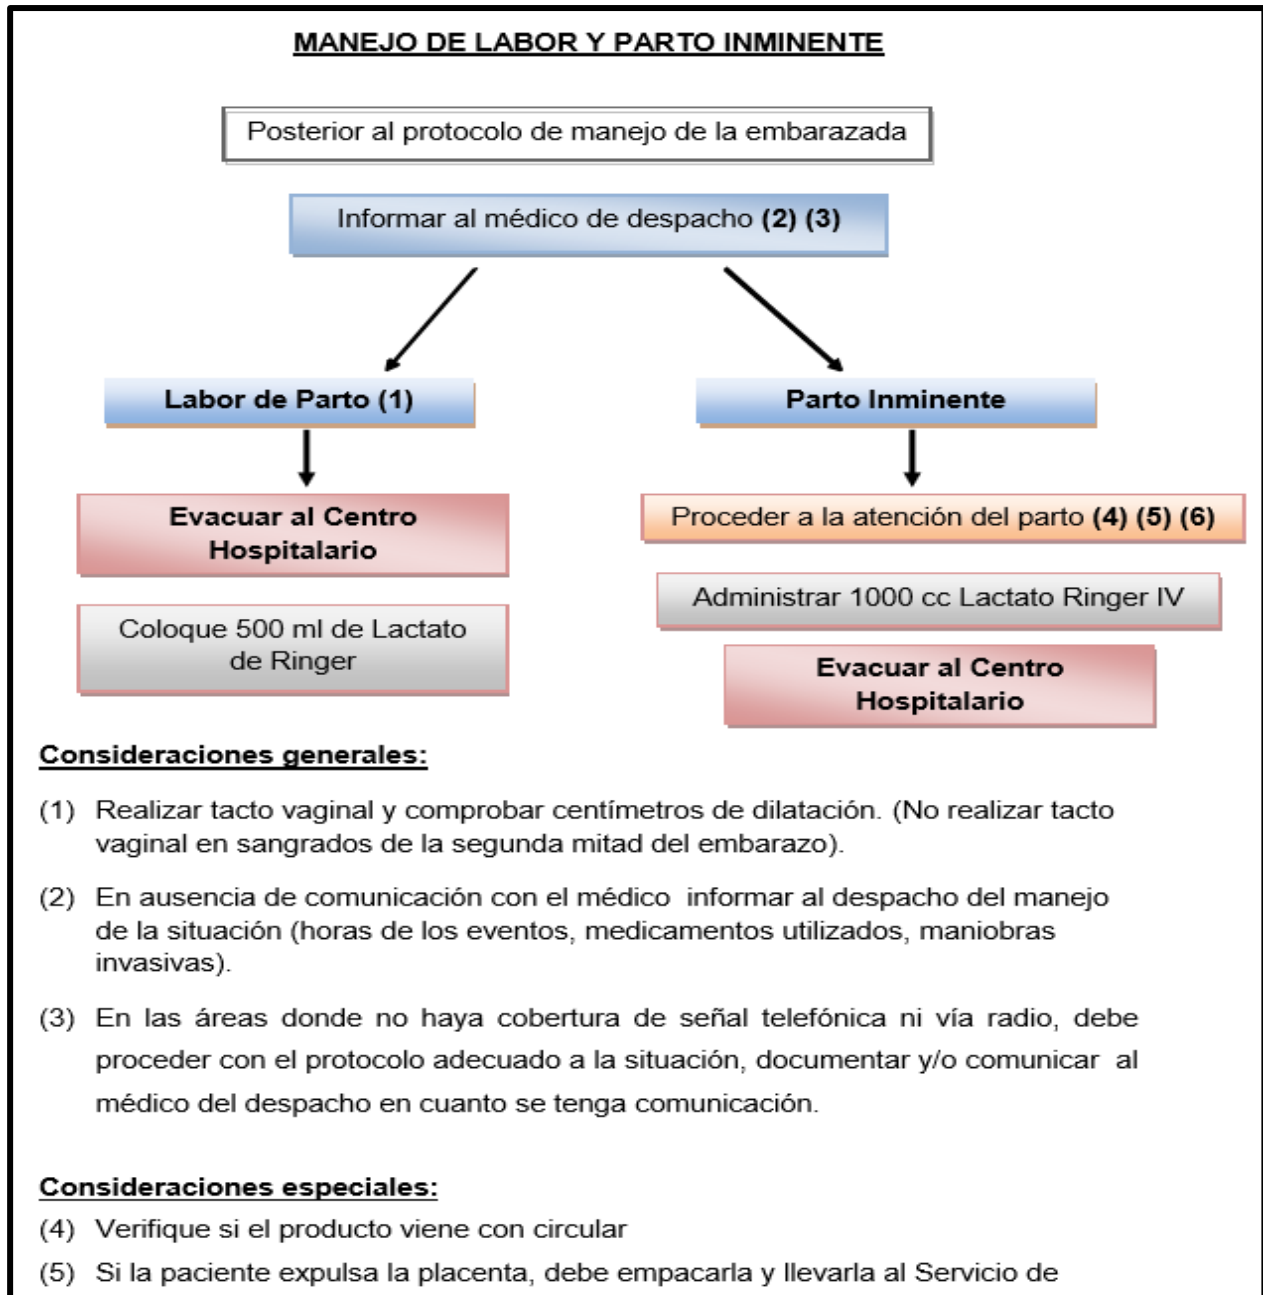 MANEJO DE LABOR Y PARTO INMINENTE
Posterior al protocolo de manejo de la embarazada
Informar al médico de despacho (2) (3)
Labor de Parto (1)
Parto Inminente
Evacuar al Centro
Hospitalario
Proceder a la atención del parto (4) (5) (6)
Coloque 500 ml de Lactato
de Ringer
Administrar 1000 cc Lactato Ringer IV
Evacuar al Centro
Hospitalario
Consideraciones generales:
(1) Realizar tacto vaginal y comprobar centímetros de dilatación. (No realizar tacto
vaginal en sangrados de la segunda mitad del embarazo).
(2) En ausencia de comunicación con el médico informar al despacho del manejo
de la situación (horas de los eventos, medicamentos utilizados, maniobras
invasivas).
(3) En las áreas donde no haya cobertura de señal telefónica ni vía radio, debe
proceder con el protocolo adecuado a la situación, documentar y/o comunicar al
médico del despacho en cuanto se tenga comunicación.
Consideraciones especiales:
(4) Verifique si el producto viene con circular
(5) Si la paciente expulsa la placenta, debe empacarla y llevarla al Servicio de